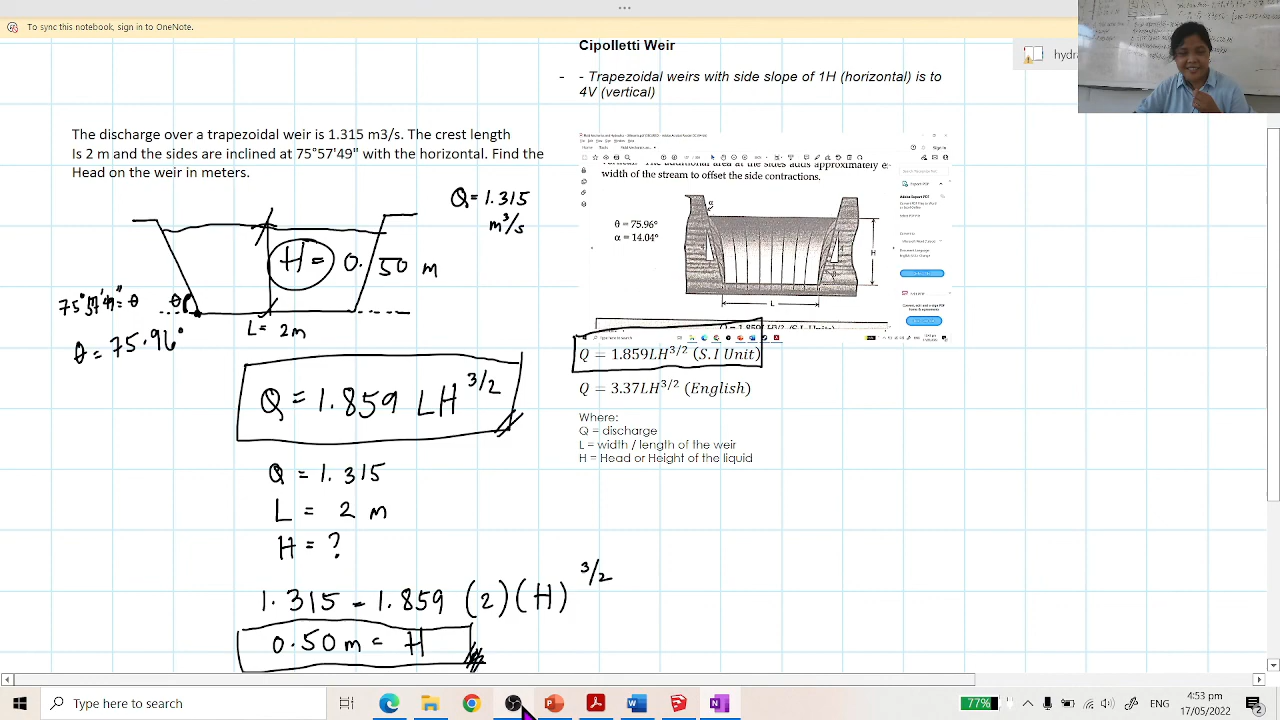 To sync this notebook, sign in to OneNote.
Cipolletti Weir
- - Trapezoidal weirs with side slope of 1H (horizontal) is to
4V (vertical)
hydra
The discharge over a trapezoidal weir is 1.315 m3/s. The crest length
Is 2 m and the sides are inclined at 75057'49" with the horizontal. Find the
Head on the weir in meters.
Q = 1.315
m³/s
H = 0.50 m
θ
L = 2m
θ = 75.96°
width of the stream to offset the side contractions.
θ = 75.96°
α = 14.04°
α
H
L
Q = 1.859LH^3/2 (S.I Unit)
Q = 3.37LH^3/2 (English)
Where:
Q = discharge
L = width / length of the weir
H = Head or Height of the liquid
Q = 1.859 LH^3/2
Q = 1.315
L = 2 m
H = ?
1.315 = 1.859 (2)(H)^3/2
0.50 m = H
Type here to search
77%
ENG
4:53 pm
17/05/2022
2